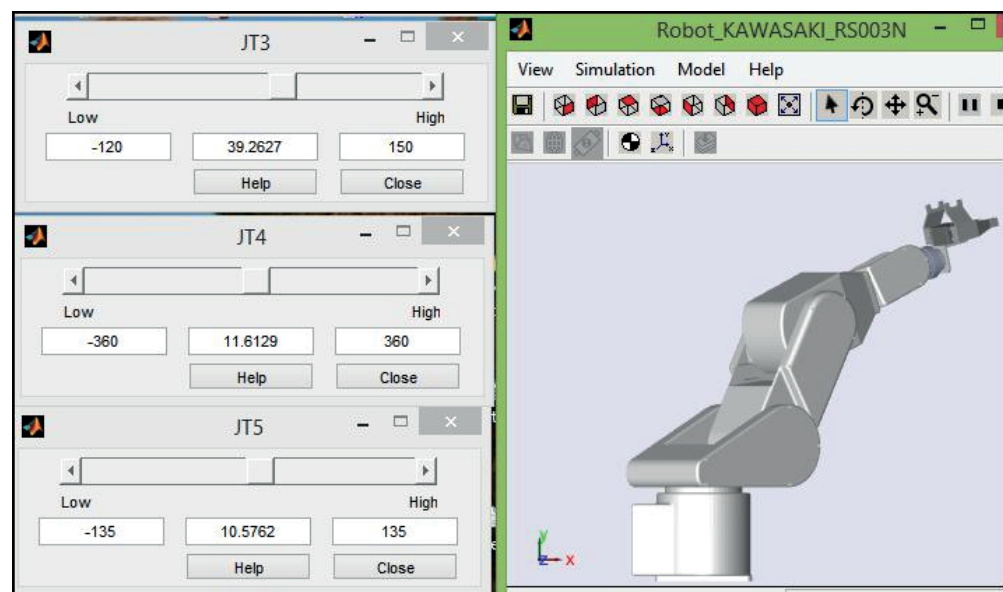 JT3
Low High
-120 39.2627 150
Help Close
JT4
Low High
-360 11.6129 360
Help Close
JT5
Low High
-135 10.5762 135
Help Close
Robot_KAWASAKI_RS003N
View Simulation Model Help
y
z x